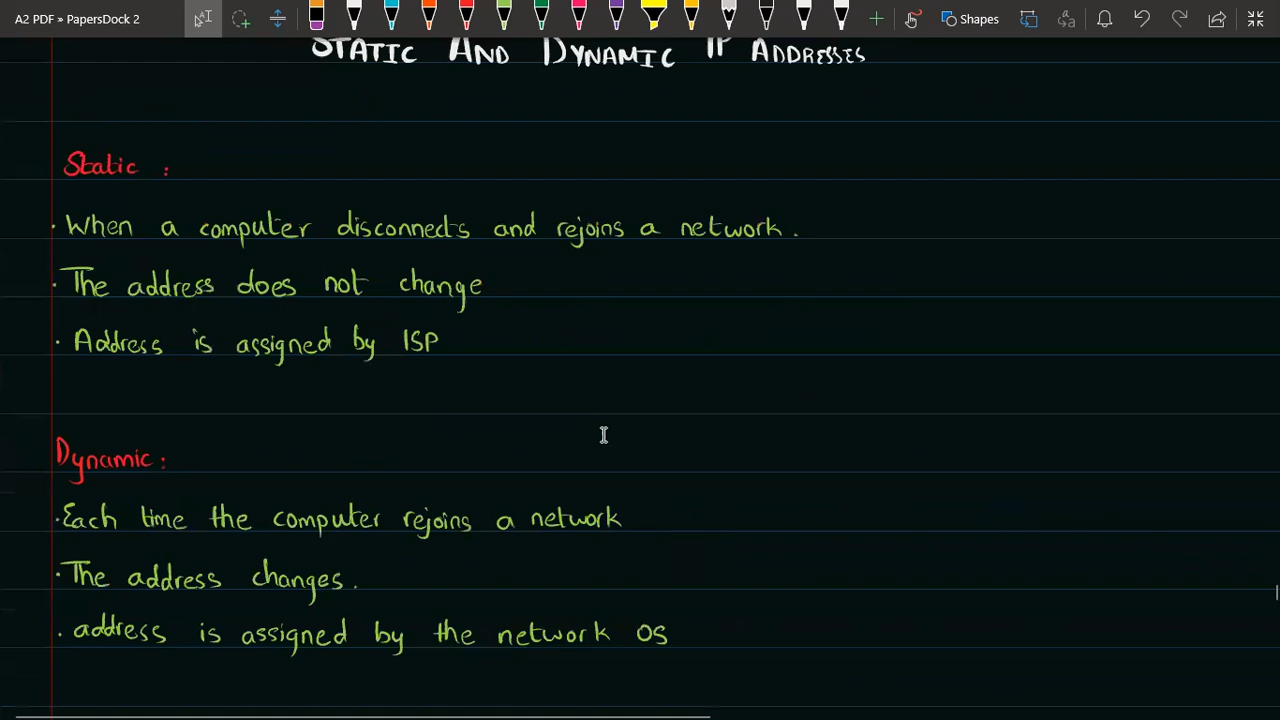 A2 PDF » PapersDock 2
Shapes
STATIC AND DYNAMIC IP ADDRESSES
Static :
· When a computer disconnects and rejoins a network.
· The address does not change
· Address is assigned by ISP
Dynamic:
· Each time the computer rejoins a network
· The address changes.
· address is assigned by the network OS